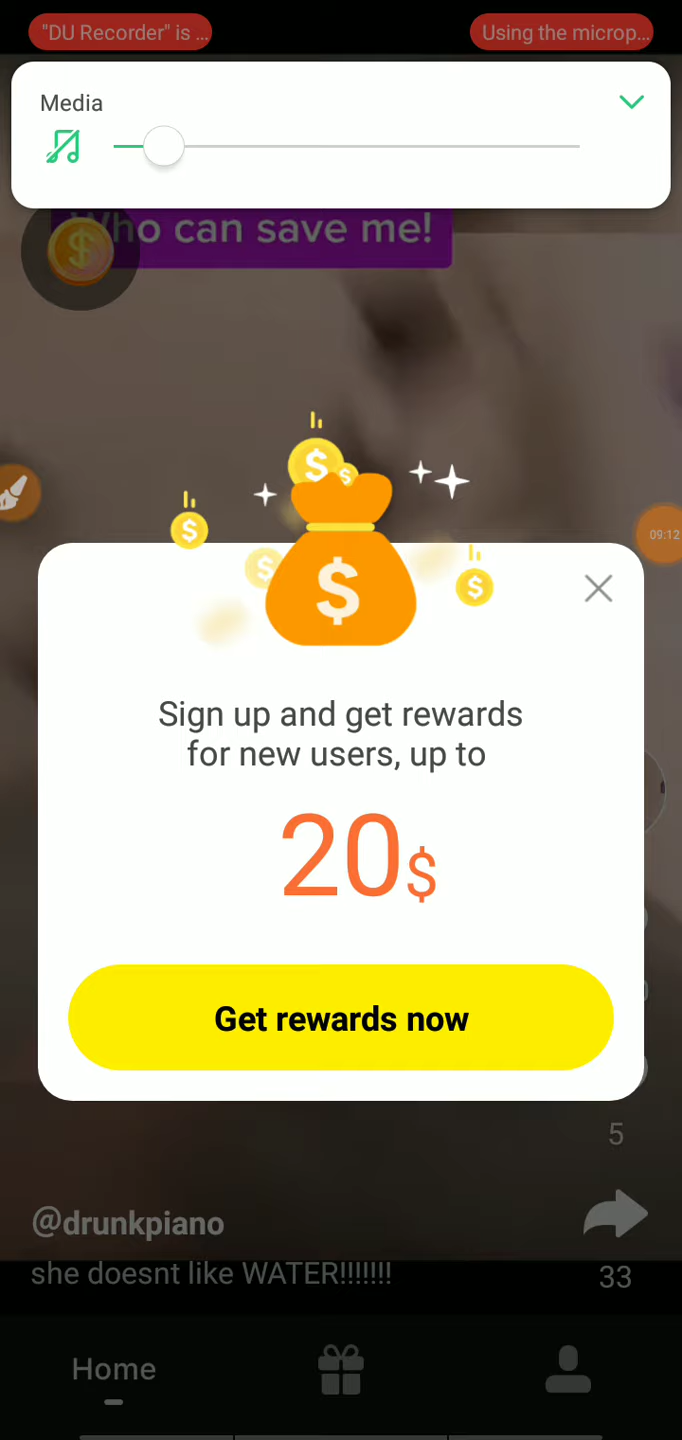 "DU Recorder" is ...
Using the microp...
Media
Who can save me!
09:12
Sign up and get rewards
for new users, up to
20$
Get rewards now
5
@drunkpiano
she doesnt like WATER!!!!!!!
33
Home